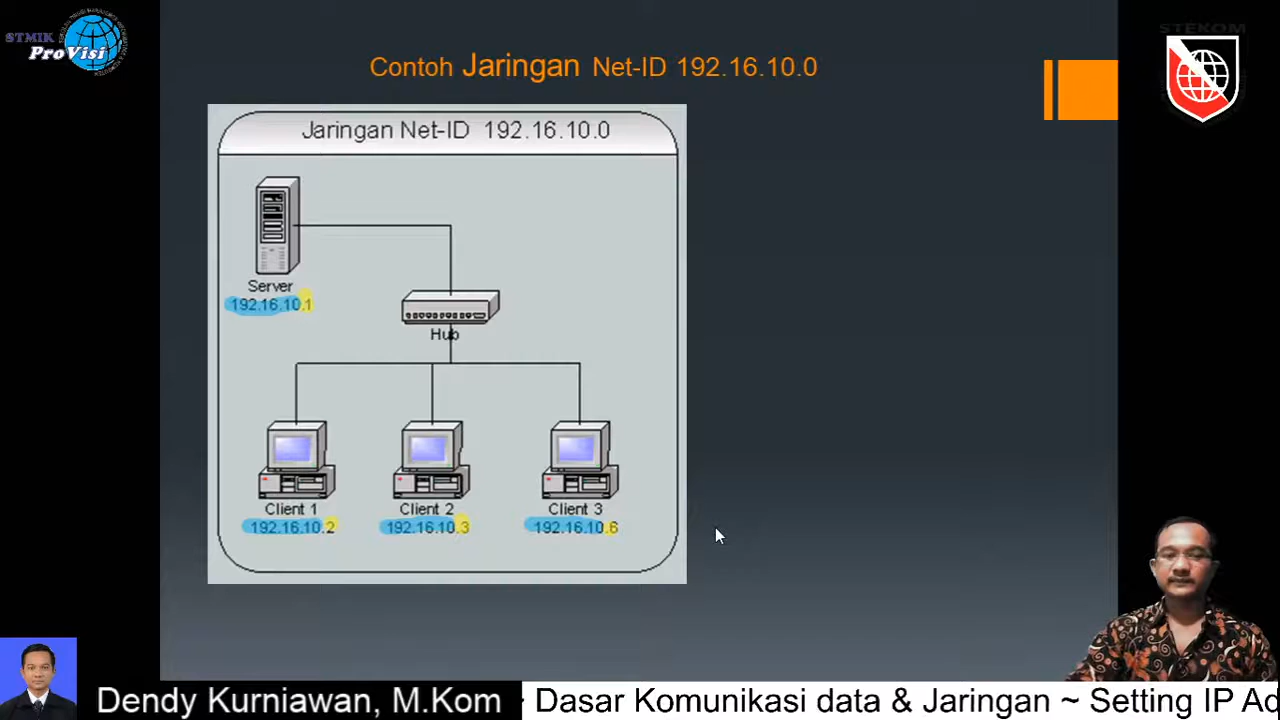 STMIK
ProVisi
STEKOM
Contoh Jaringan Net-ID 192.16.10.0
Jaringan Net-ID 192.16.10.0
Server
192.16.10.1
Hub
Client 1
192.16.10.2
Client 2
192.16.10.3
Client 3
192.16.10.6
Dendy Kurniawan, M.Kom
~ Dasar Komunikasi data & Jaringan ~ Setting IP Ad